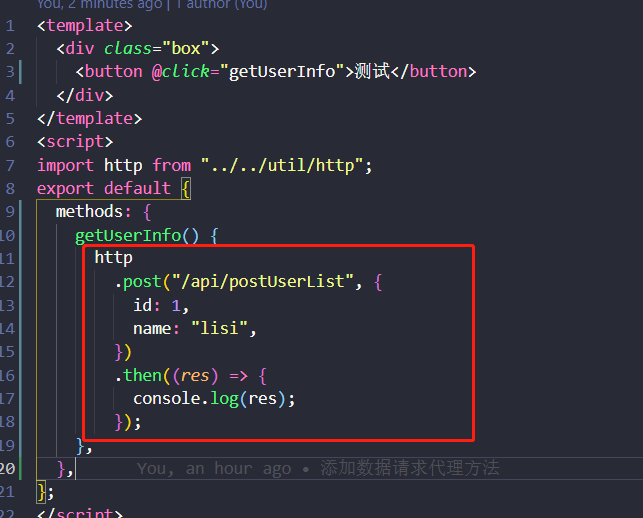 You, 2 minutes ago | 1 author (You)
1 <template>
2 <div class="box">
3 <button @click="getUserInfo">测试</button>
4 </div>
5 </template>
6 <script>
7 import http from "../../util/http";
8 export default {
9 methods: {
10 getUserInfo() {
11 http
12 .post("/api/postUserList", {
13 id: 1,
14 name: "lisi",
15 })
16 .then((res) => {
17 console.log(res);
18 });
19 },
20 }, You, an hour ago • 添加数据请求代理方法
21 };
22 </script>